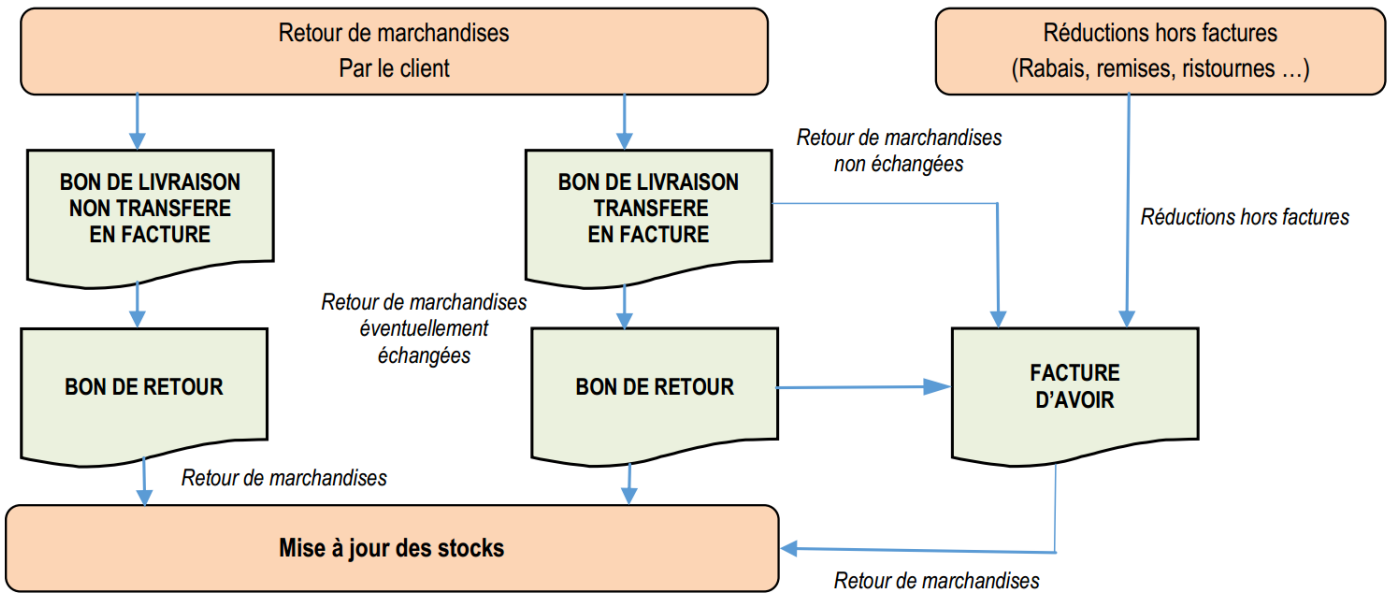 Retour de marchandises
Par le client
Réductions hors factures
(Rabais, remises, ristournes …)
Retour de marchandises
non échangées
BON DE LIVRAISON
NON TRANSFERE
EN FACTURE
BON DE LIVRAISON
TRANSFERE
EN FACTURE
Réductions hors factures
Retour de marchandises
éventuellement
échangées
BON DE RETOUR
BON DE RETOUR
FACTURE
D’AVOIR
Retour de marchandises
Mise à jour des stocks
Retour de marchandises